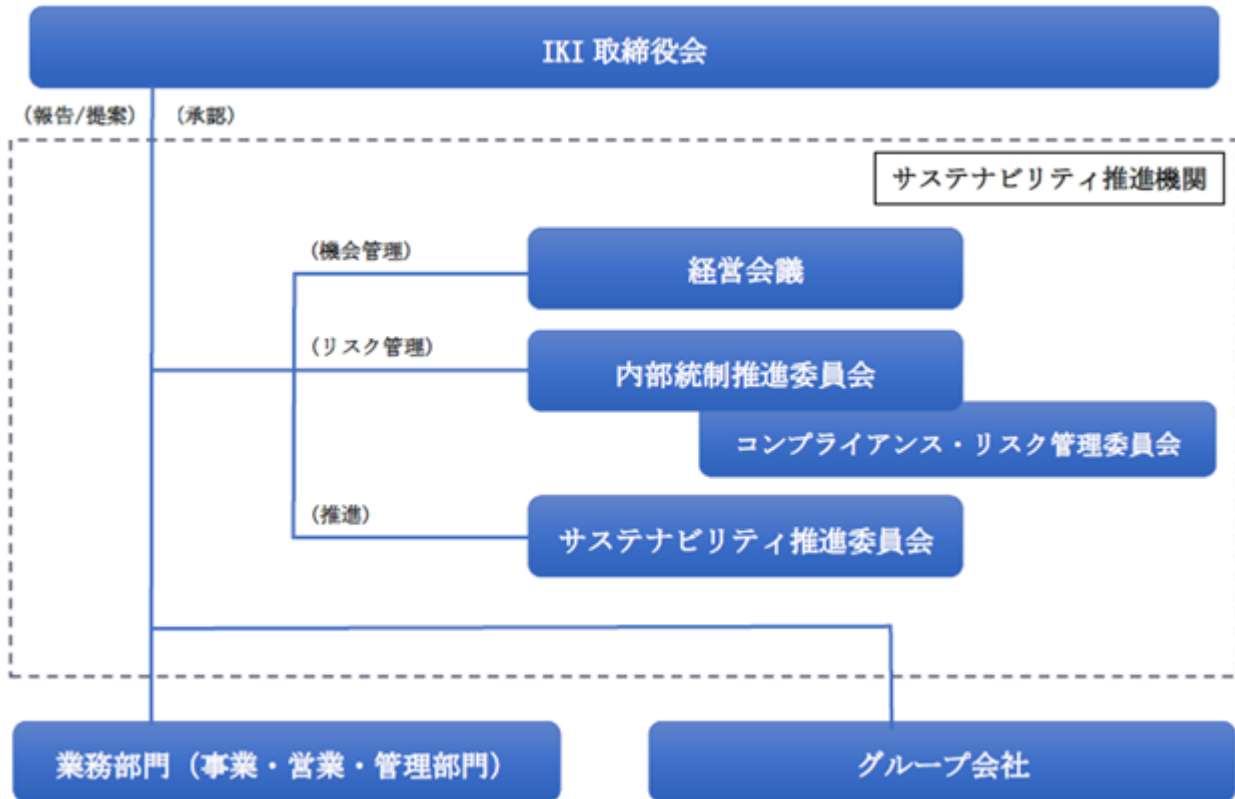 IKI 取締役会
(報告/提案) (承認)
サステナビリティ推進機関
(機会管理)
経営会議
(リスク管理)
内部統制推進委員会
コンプライアンス・リスク管理委員会
(推進)
サステナビリティ推進委員会
業務部門（事業・営業・管理部門）
グループ会社